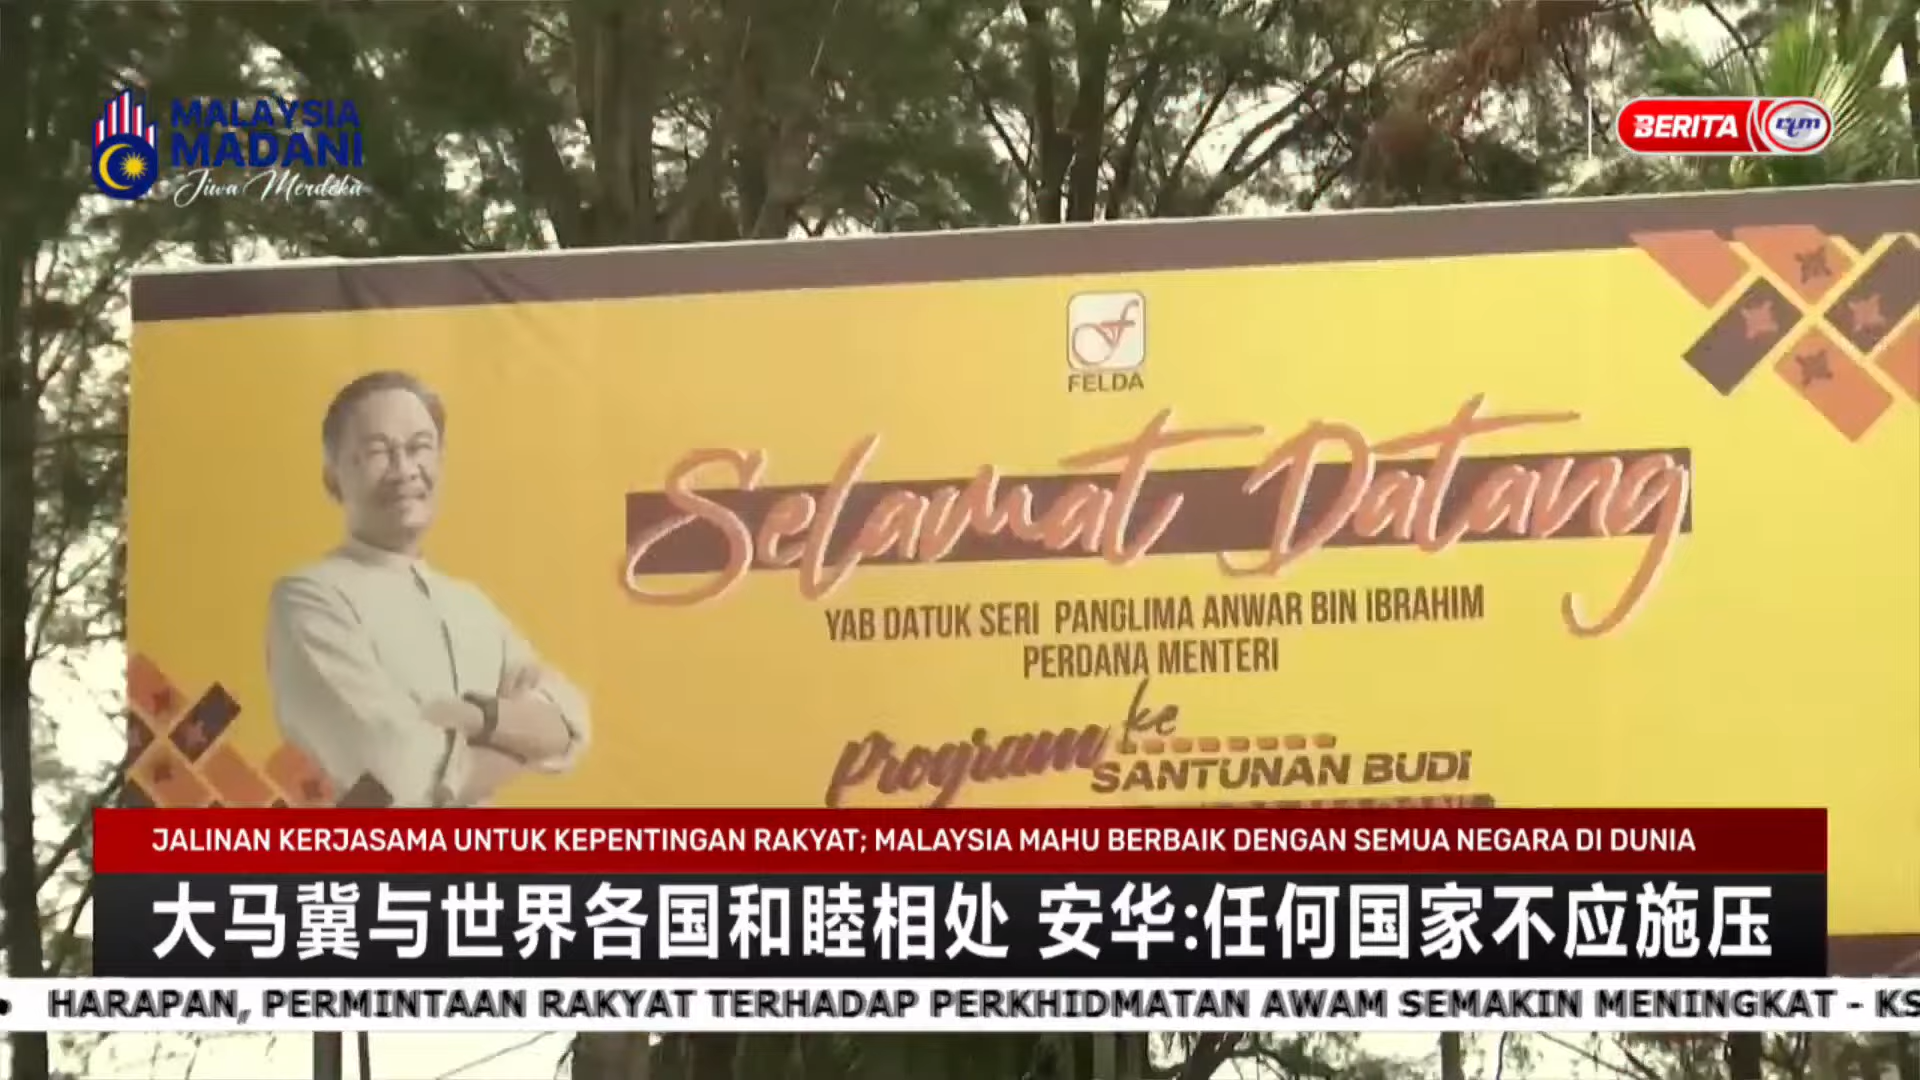 MALAYSIA
MADANI
Jiwa Merdeka
BERITA rtm
FELDA
Selamat Datang
YAB DATUK SERI PANGLIMA ANWAR BIN IBRAHIM
PERDANA MENTERI
ke
Program SANTUNAN BUDI
JALINAN KERJASAMA UNTUK KEPENTINGAN RAKYAT; MALAYSIA MAHU BERBAIK DENGAN SEMUA NEGARA DI DUNIA
大马冀与世界各国和睦相处 安华:任何国家不应施压
• HARAPAN, PERMINTAAN RAKYAT TERHADAP PERKHIDMATAN AWAM SEMAKIN MENINGKAT - KS